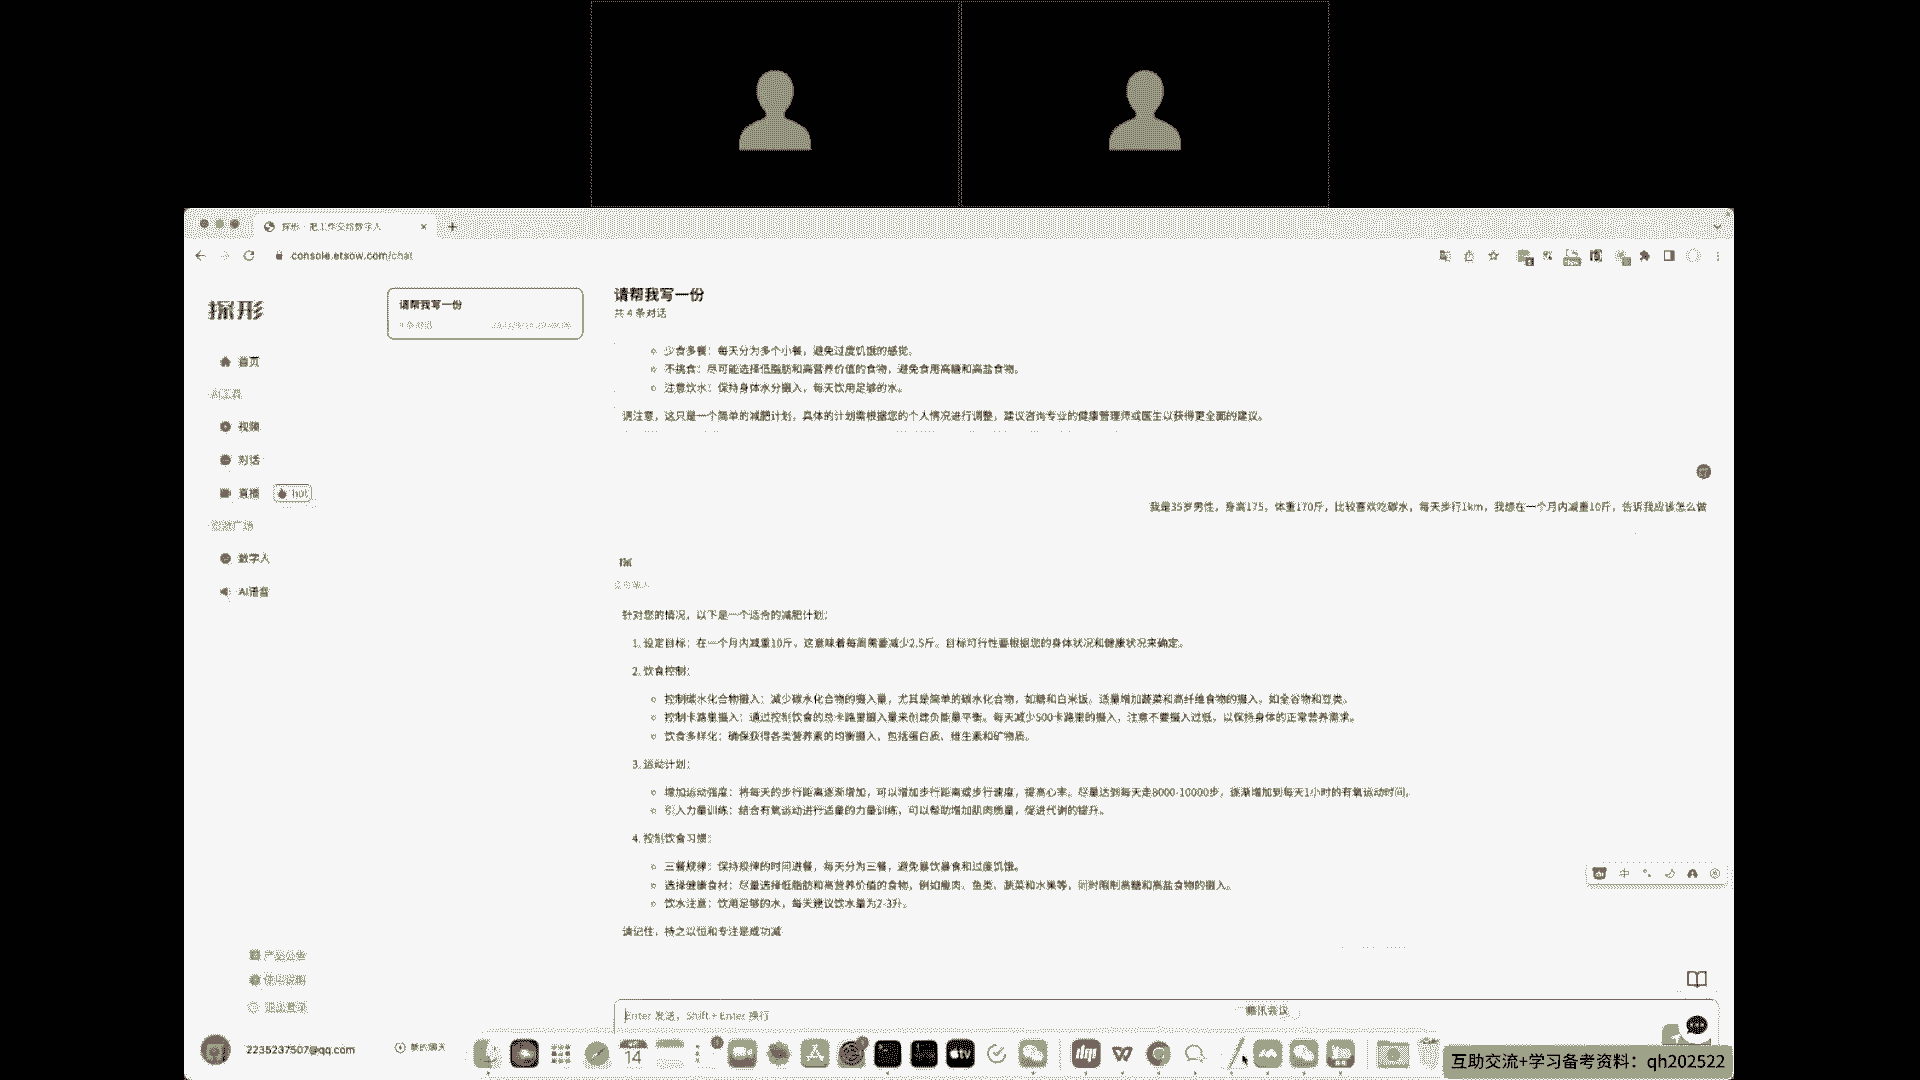 探形 - 把工作交给数字人
console.etsow.com/chat
探形
首页
AI工具
视频
对话
直播 hot
数字人
AI语音
产品公告
使用说明
退出登录
2235237507@qq.com
新的聊天
请帮我写一份
4 条对话
请帮我写一份
共 4 条对话
少食多餐：每天分为多个小餐，避免过度饥饿的感觉。
不挑食：尽可能选择低脂肪和高营养价值的食物，避免食用高糖和高盐食物。
注意饮水：保持身体水分摄入，每天饮用足够的水。
请注意，这只是一个简单的减肥计划，具体的计划需根据您的个人情况进行调整，建议咨询专业的健康管理师或医生以获得更全面的建议。
我是35岁男性，身高175，体重170斤，比较喜欢吃碳水，每天步行1km，我想在一个月内减重10斤，告诉我应该怎么做
探
针对您的情况，以下是一个适合的减肥计划：
1. 设定目标：在一个月内减重10斤，这意味着每周需要减少2.5斤。目标可行性要根据您的身体状况和健康状况来确定。
2. 饮食控制：
控制碳水化合物摄入：减少碳水化合物的摄入量，尤其是简单的碳水化合物，如糖和白米饭。适量增加蔬菜和高纤维食物的摄入，如全谷物和豆类。
控制卡路里摄入：通过控制饮食的总卡路里摄入量来创建负能量平衡。每天减少500卡路里的摄入，注意不要摄入过低，以保持身体的正常营养需求。
饮食多样化：确保获得各类营养素的均衡摄入，包括蛋白质、维生素和矿物质。
3. 运动计划：
增加运动强度：将每天的步行距离逐渐增加，可以增加步行距离或步行速度，提高心率。尽量达到每天走8000-10000步，逐渐增加到每天1小时的有氧运动时间。
引入力量训练：结合有氧运动进行适量的力量训练，可以帮助增加肌肉质量，促进代谢的提升。
4. 控制饮食习惯：
三餐规律：保持规律的时间进餐，每天分为三餐，避免暴饮暴食和过度饥饿。
选择健康食材：尽量选择低脂肪和高营养价值的食物，例如瘦肉、鱼类、蔬菜和水果等，同时限制高糖和高盐食物的摄入。
饮水注意：饮用足够的水，每天建议饮水量为2-3升。
请记住，持之以恒和专注是成功减
中
Enter 发送，Shift + Enter 换行
腾讯会议
14
tv
互助交流+学习备考资料：qh202522